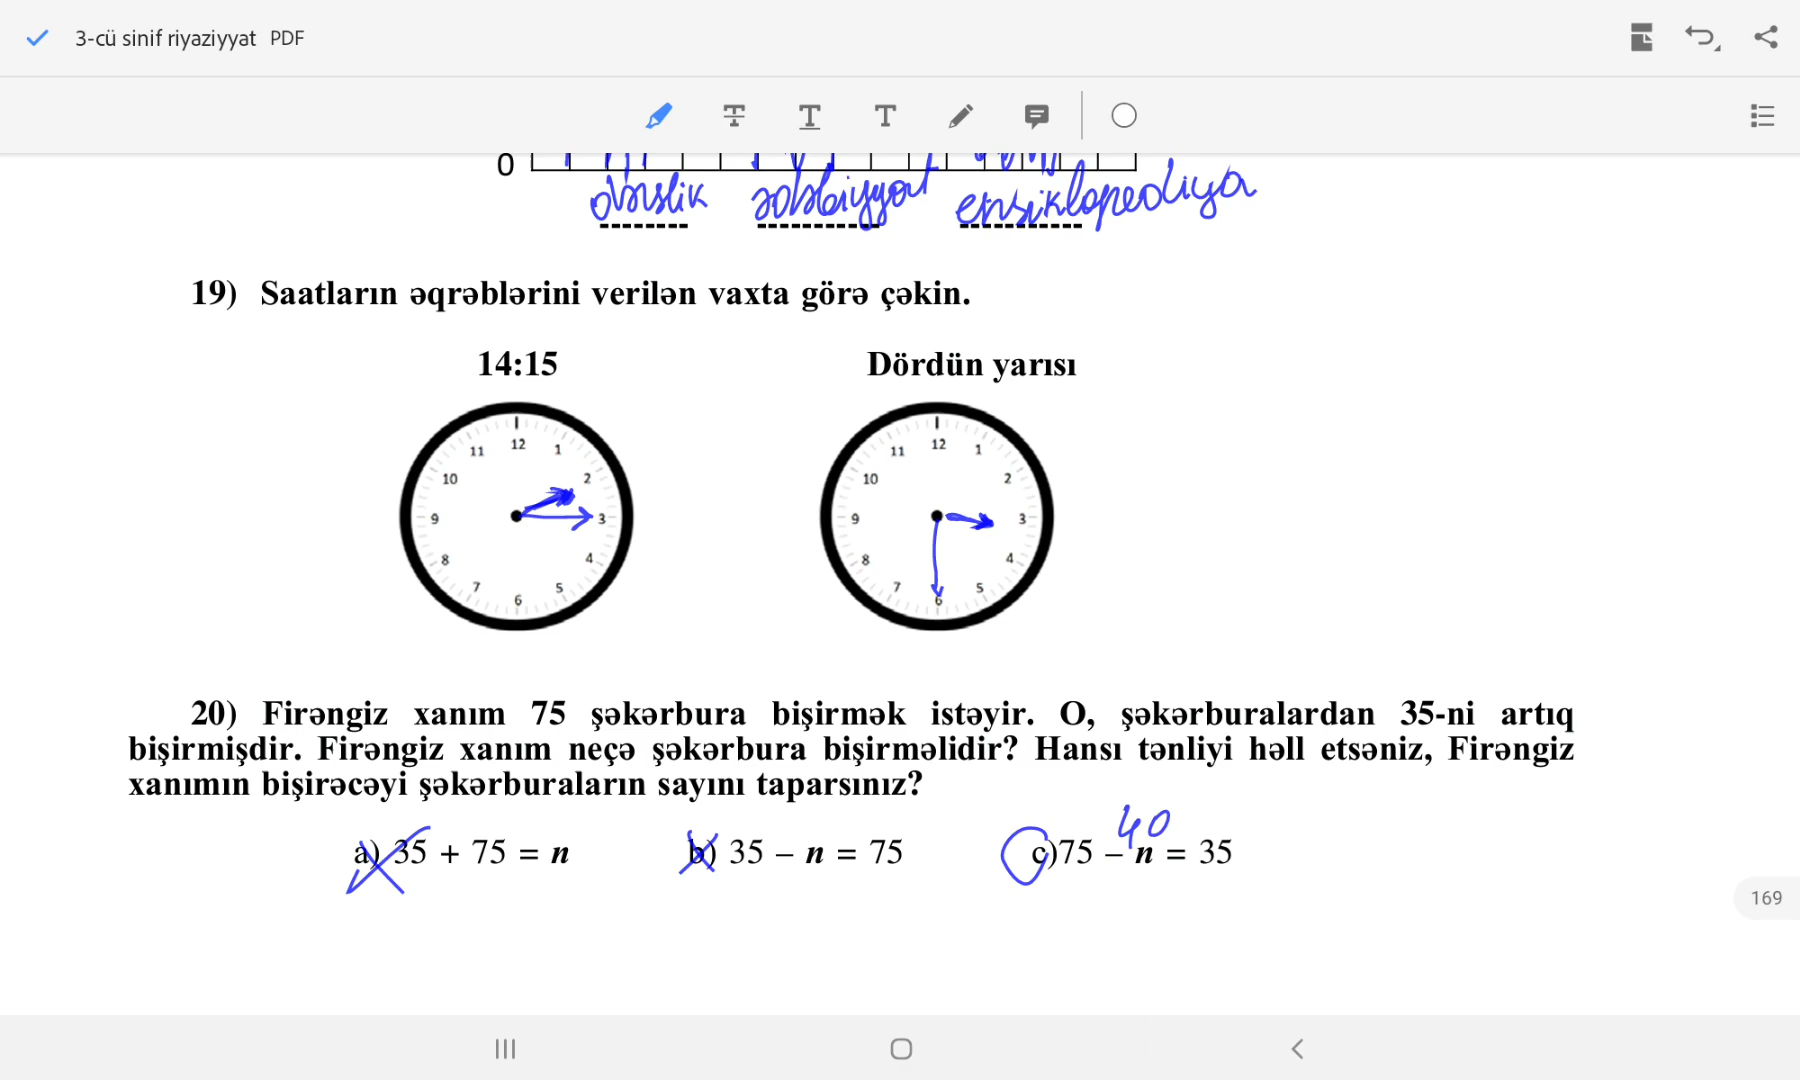 3-cü sinif riyaziyyat PDF
0
dərslik ədəbiyyat ensiklopediya
19) Saatların əqrəblərini verilən vaxta görə çəkin.
14:15 Dördün yarısı
12 1 2 3 4 5 6 7 8 9 10 11
12 1 2 3 4 5 6 7 8 9 10 11
20) Firəngiz xanım 75 şəkərbura bişirmək istəyir. O, şəkərburalardan 35-ni artıq
bişirmişdir. Firəngiz xanım neçə şəkərbura bişirməlidir? Hansı tənliyi həll etsəniz, Firəngiz
xanımın bişirəcəyi şəkərburaların sayını taparsınız?
40
a) 35 + 75 = n b) 35 – n = 75 c)75 – n = 35
169